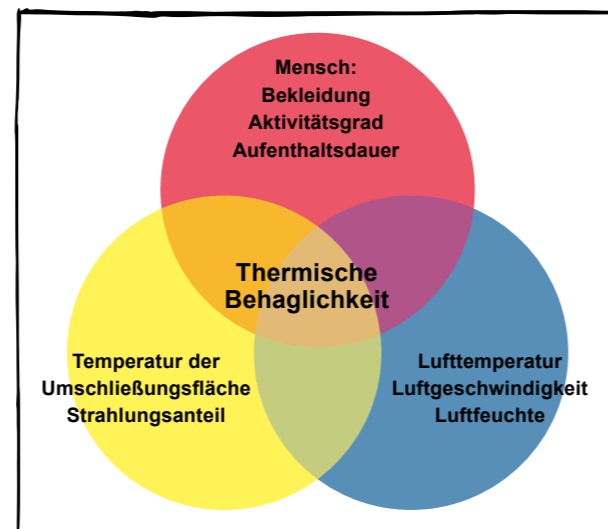 Mensch:
Bekleidung
Aktivitätsgrad
Aufenthaltsdauer
Thermische
Behaglichkeit
Temperatur der
Umschließungsfläche
Strahlungsanteil
Lufttemperatur
Luftgeschwindigkeit
Luftfeuchte